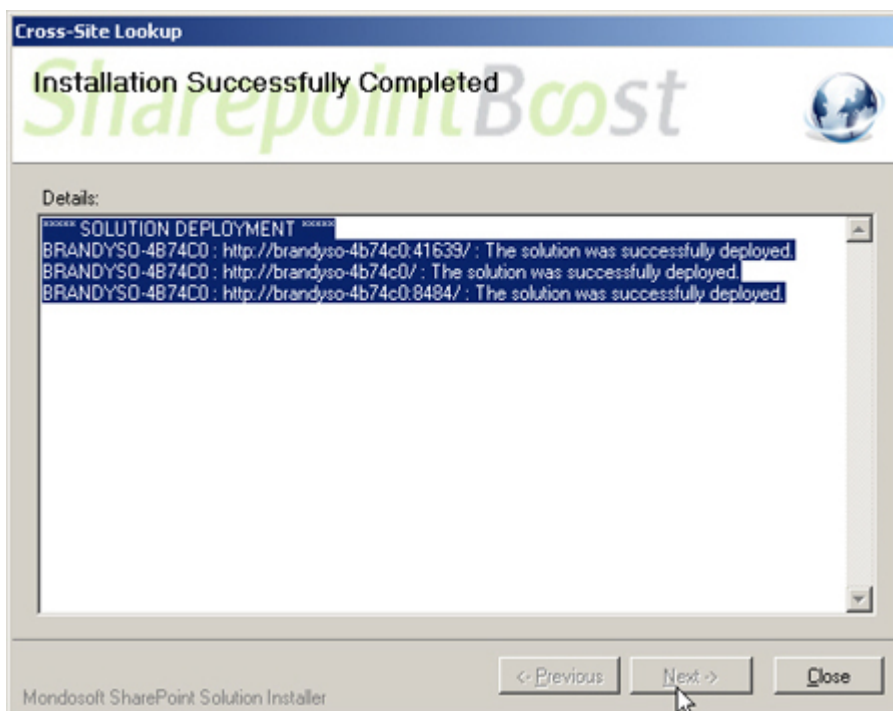 Cross-Site Lookup
Installation Successfully Completed
SharepointBoost
Details:
***** SOLUTION DEPLOYMENT *****
BRANDYSO-4B74C0 : http://brandyso-4b74c0:41639/ : The solution was successfully deployed.
BRANDYSO-4B74C0 : http://brandyso-4b74c0/ : The solution was successfully deployed.
BRANDYSO-4B74C0 : http://brandyso-4b74c0:8484/ : The solution was successfully deployed.
<- Previous Next -> Close
Mondosoft SharePoint Solution Installer